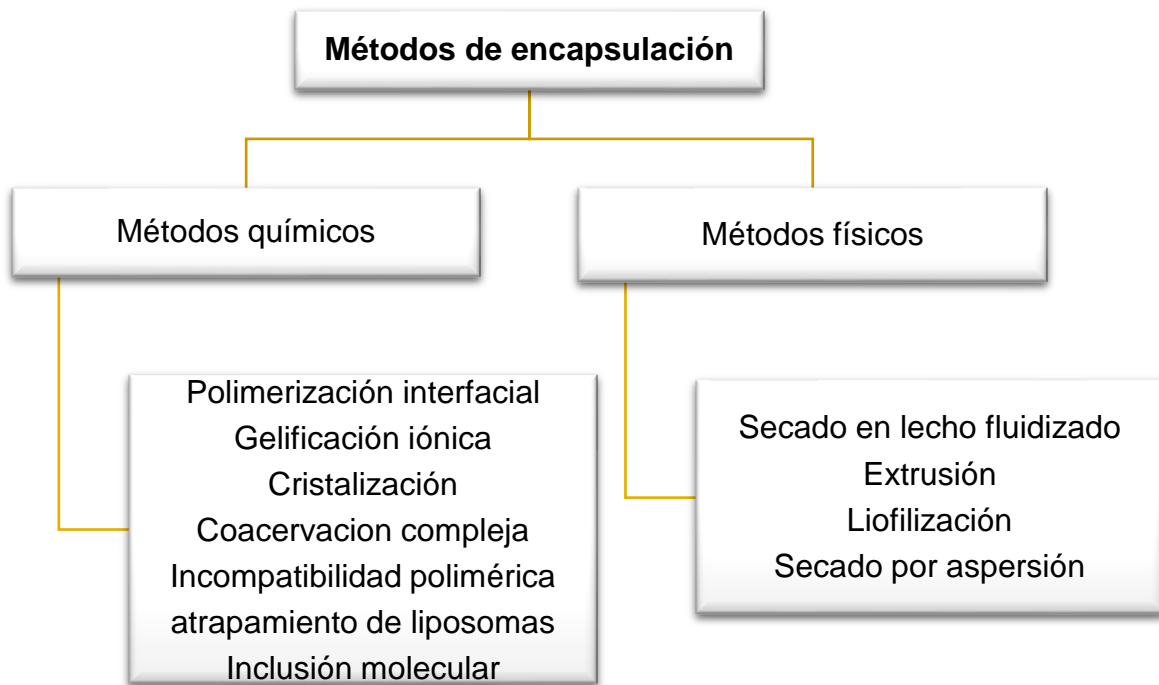 Métodos de encapsulación
Métodos químicos
Métodos físicos
Polimerización interfacial
Gelificación iónica
Cristalización
Coacervacion compleja
Incompatibilidad polimérica
atrapamiento de liposomas
Inclusión molecular
Secado en lecho fluidizado
Extrusión
Liofilización
Secado por aspersión